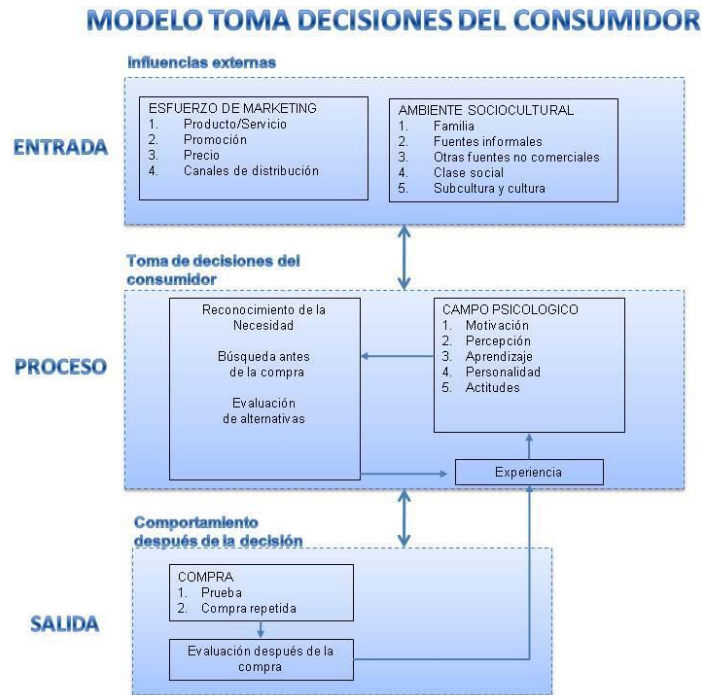 MODELO TOMA DECISIONES DEL CONSUMIDOR
Influencias externas
ENTRADA
ESFUERZO DE MARKETING
1. Producto/Servicio
2. Promoción
3. Precio
4. Canales de distribución
AMBIENTE SOCIOCULTURAL
1. Familia
2. Fuentes informales
3. Otras fuentes no comerciales
4. Clase social
5. Subcultura y cultura
Toma de decisiones del
consumidor
PROCESO
Reconocimiento de la
Necesidad
Búsqueda antes
de la compra
Evaluación
de alternativas
CAMPO PSICOLOGICO
1. Motivación
2. Percepción
3. Aprendizaje
4. Personalidad
5. Actitudes
Experiencia
Comportamiento
después de la decisión
SALIDA
COMPRA
1. Prueba
2. Compra repetida
Evaluación después de la
compra